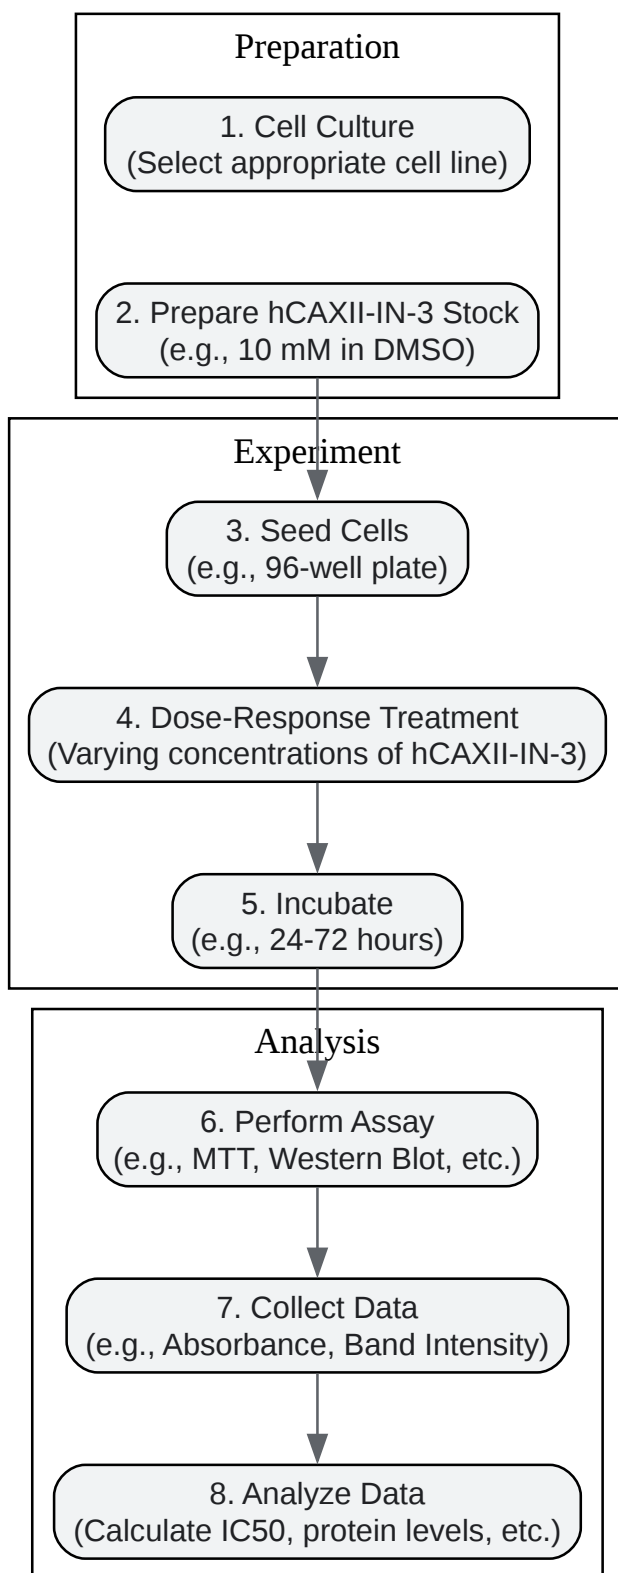 Preparation
1. Cell Culture
(Select appropriate cell line)
2. Prepare hCAXII-IN-3 Stock
(e.g., 10 mM in DMSO)
Experiment
3. Seed Cells
(e.g., 96-well plate)
4. Dose-Response Treatment
(Varying concentrations of hCAXII-IN-3)
5. Incubate
(e.g., 24-72 hours)
Analysis
6. Perform Assay
(e.g., MTT, Western Blot, etc.)
7. Collect Data
(e.g., Absorbance, Band Intensity)
8. Analyze Data
(Calculate IC50, protein levels, etc.)